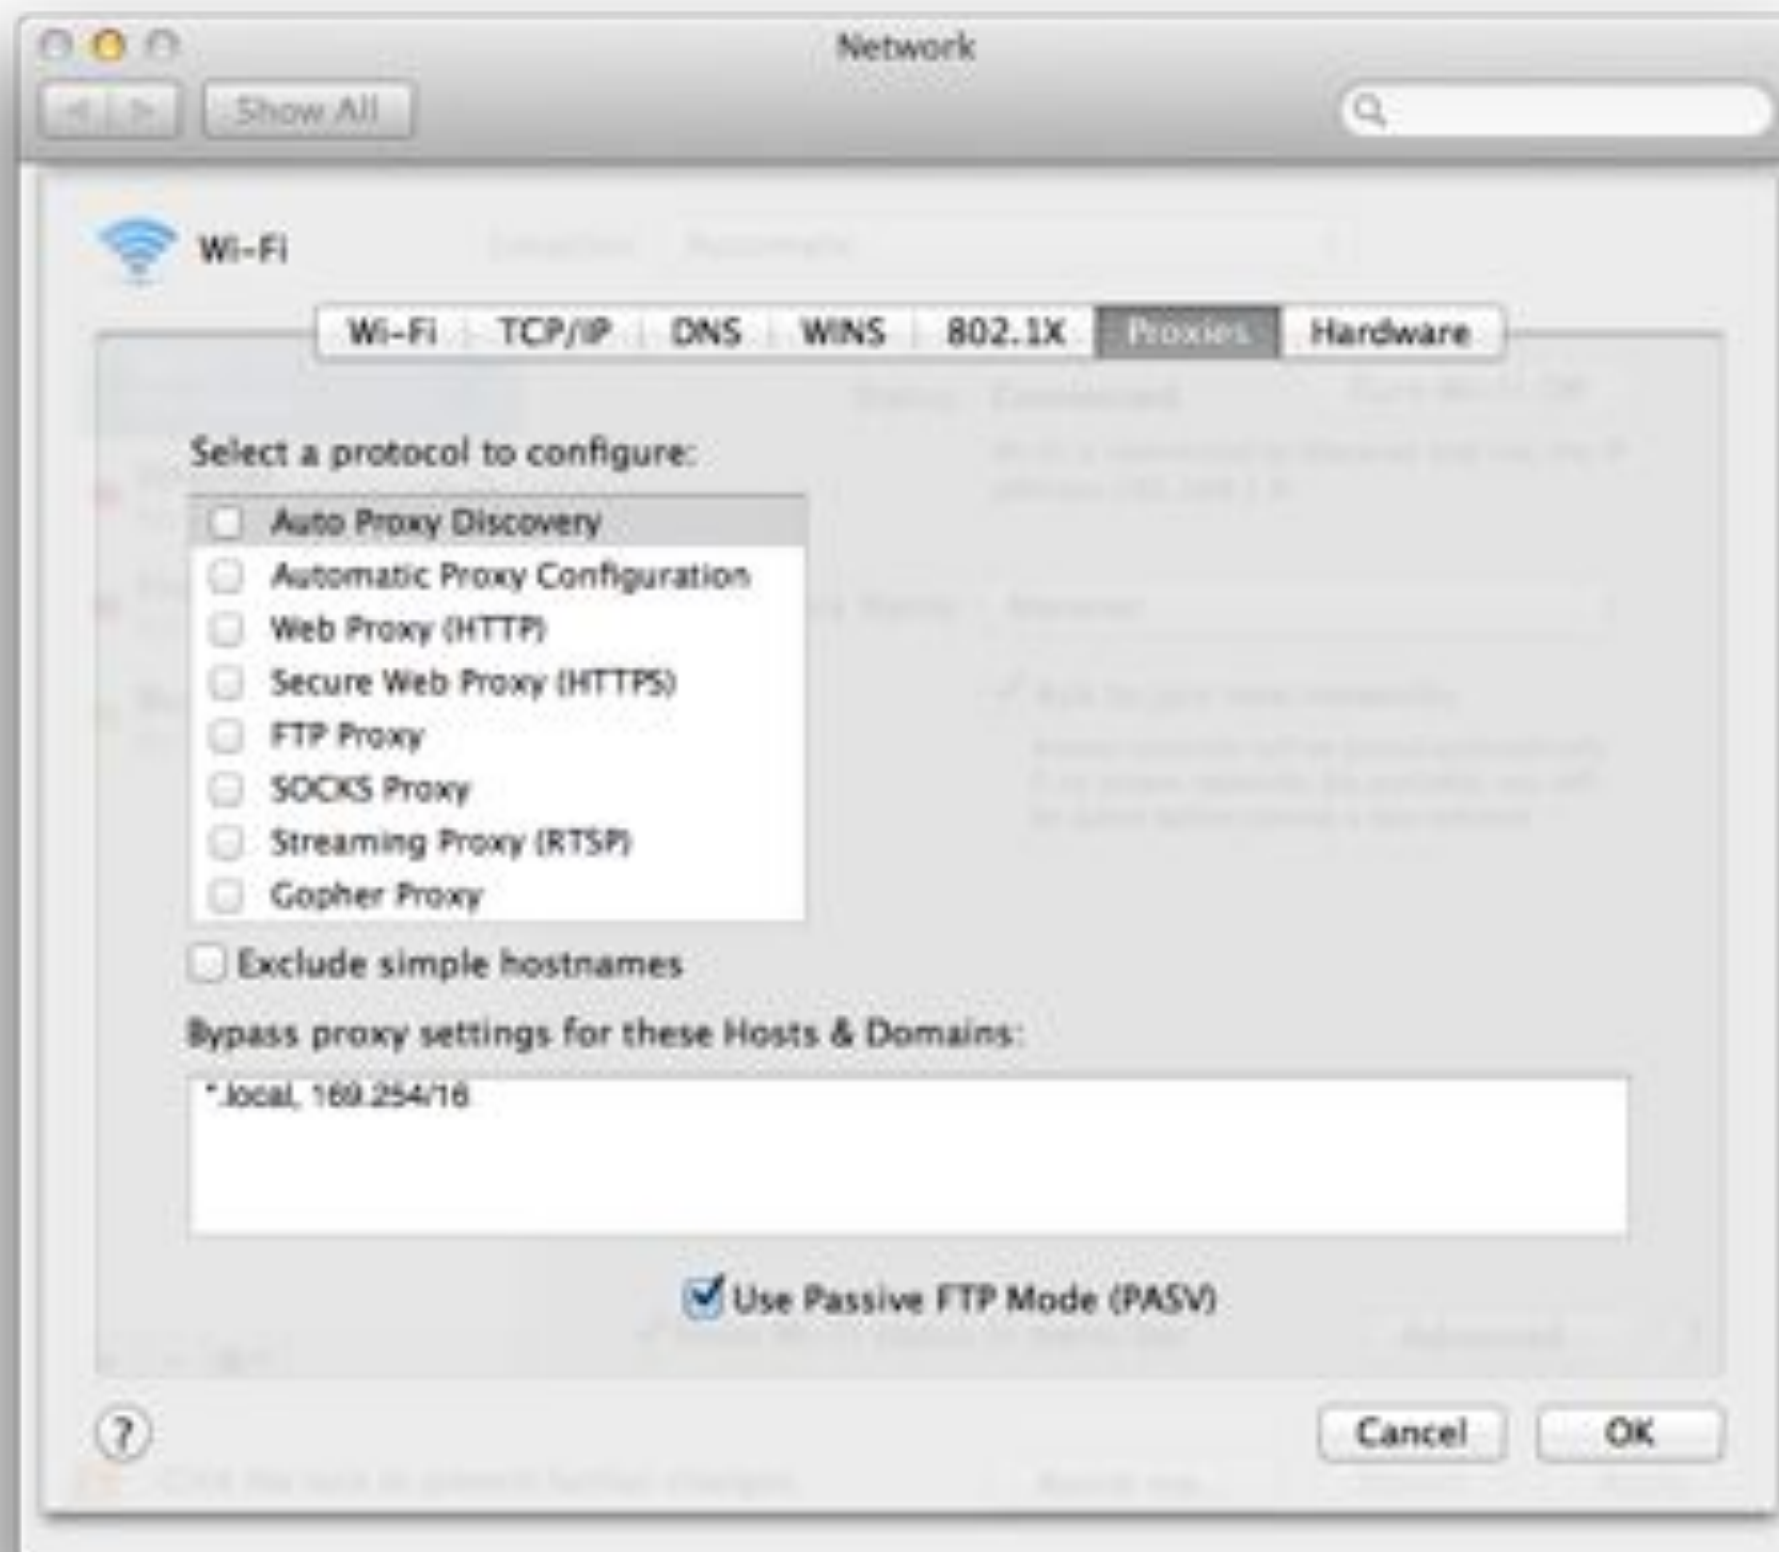 Network
Show All
Wi-Fi
Wi-Fi TCP/IP DNS WINS 802.1X Proxies Hardware
Select a protocol to configure:
Auto Proxy Discovery
Automatic Proxy Configuration
Web Proxy (HTTP)
Secure Web Proxy (HTTPS)
FTP Proxy
SOCKS Proxy
Streaming Proxy (RTSP)
Gopher Proxy
Exclude simple hostnames
Bypass proxy settings for these Hosts & Domains:
*.local, 169.254/16
Use Passive FTP Mode (PASV)
?
Cancel OK